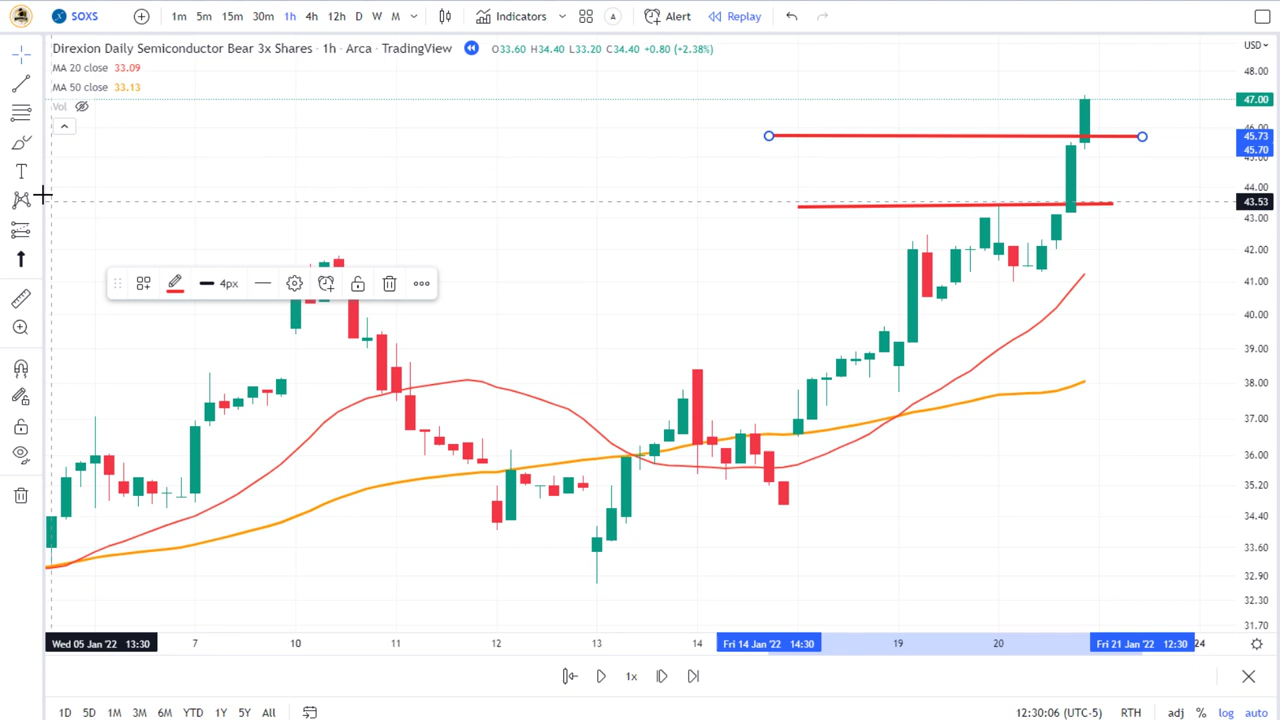 SOXS 1m 5m 15m 30m 1h 4h 12h D W M Indicators A Alert Replay
Direxion Daily Semiconductor Bear 3x Shares · 1h · Arca · TradingView O33.60 H34.40 L33.20 C34.40 +0.80 (+2.38%)
USD
MA 20 close 33.09
MA 50 close 33.13
Vol
48.00
47.00
46.00
45.73
45.70
45.00
44.00
43.53
43.00
42.00
41.00
40.00
39.00
38.00
37.00
36.00
35.20
34.40
33.60
32.90
32.30
31.70
4px
Wed 05 Jan '22 13:30 7 10 11 12 13 14 Fri 14 Jan '22 14:30 19 20 Fri 21 Jan '22 12:30 24
1x
1D 5D 1M 3M 6M YTD 1Y 5Y All 12:30:06 (UTC-5) RTH adj % log auto